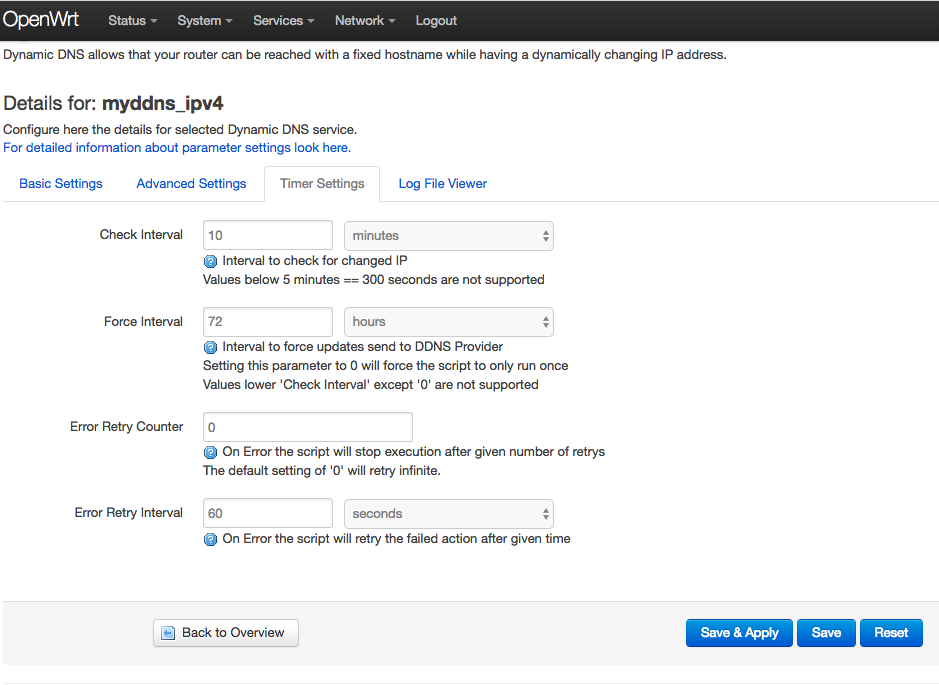 OpenWrt Status System Services Network Logout
Dynamic DNS allows that your router can be reached with a fixed hostname while having a dynamically changing IP address.
Details for: myddns_ipv4
Configure here the details for selected Dynamic DNS service.
For detailed information about parameter settings look here.
Basic Settings Advanced Settings Timer Settings Log File Viewer
Check Interval 10 minutes
Interval to check for changed IP
Values below 5 minutes == 300 seconds are not supported
Force Interval 72 hours
Interval to force updates send to DDNS Provider
Setting this parameter to 0 will force the script to only run once
Values lower 'Check Interval' except '0' are not supported
Error Retry Counter 0
On Error the script will stop execution after given number of retrys
The default setting of '0' will retry infinite.
Error Retry Interval 60 seconds
On Error the script will retry the failed action after given time
Back to Overview Save & Apply Save Reset